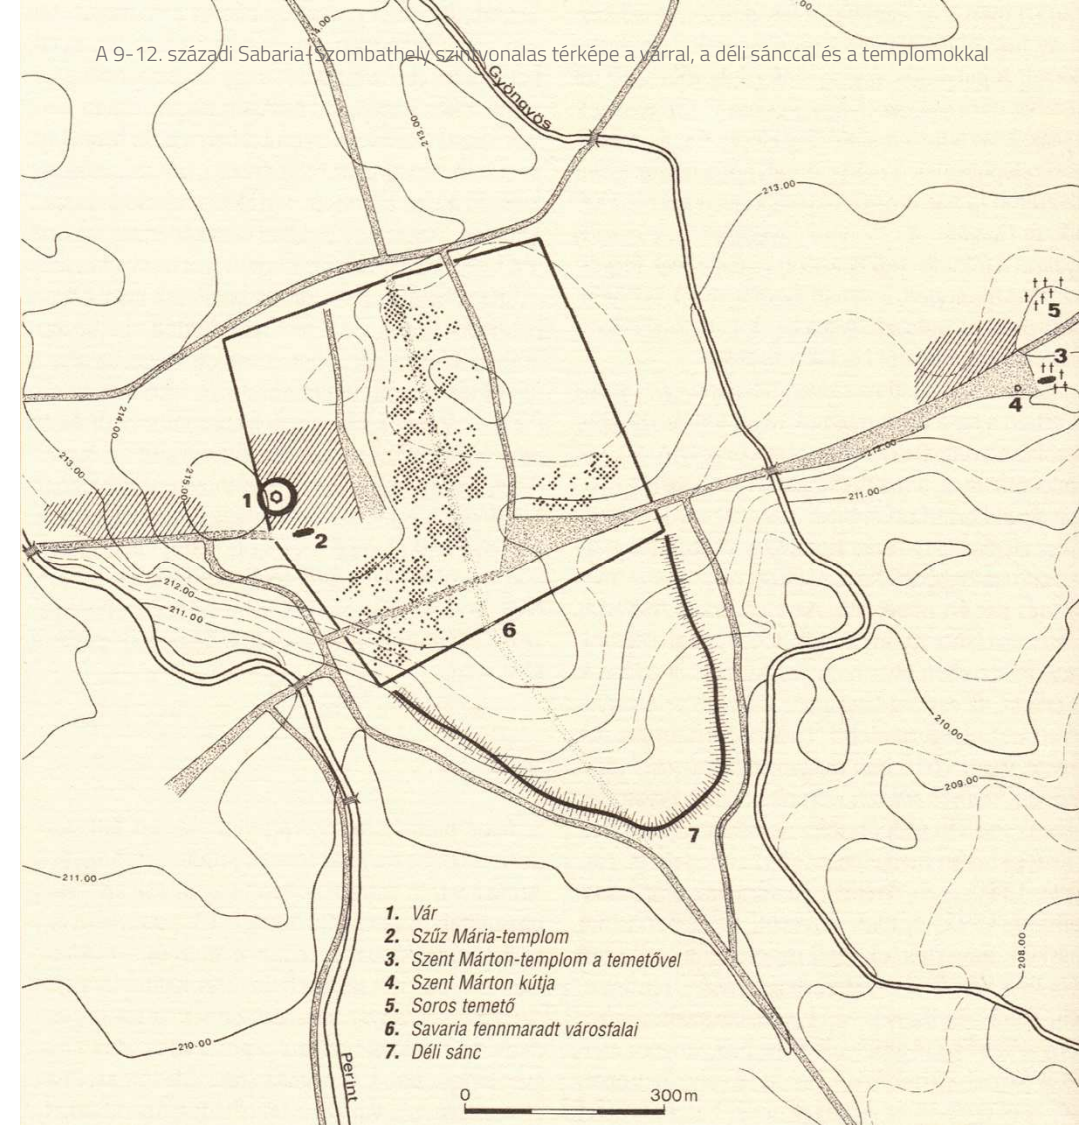 A 9-12. századi Sabaria-Szombathely szintvonalas térképe a várral, a déli sánccal és a templomokkal
Gyöngyös
213.00
213.00
5
3
4
214.00
213.00
215.00
212.00
211.00
1
2
212.00
211.00
6
210.00
209.00
7
211.00
208.00
210.00
Perint
1. Vár
2. Szűz Mária-templom
3. Szent Márton-templom a temetővel
4. Szent Márton kútja
5. Soros temető
6. Savaria fennmaradt városfalai
7. Déli sánc
0 300m